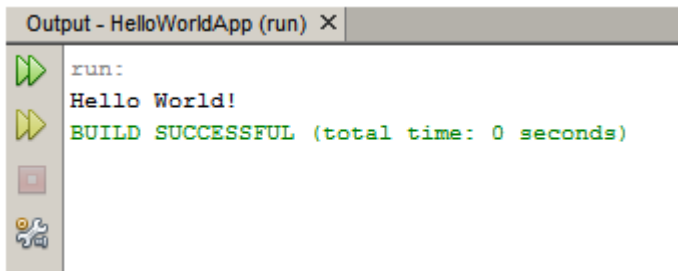 Output - HelloWorldApp (run) X
run:
Hello World!
BUILD SUCCESSFUL (total time: 0 seconds)